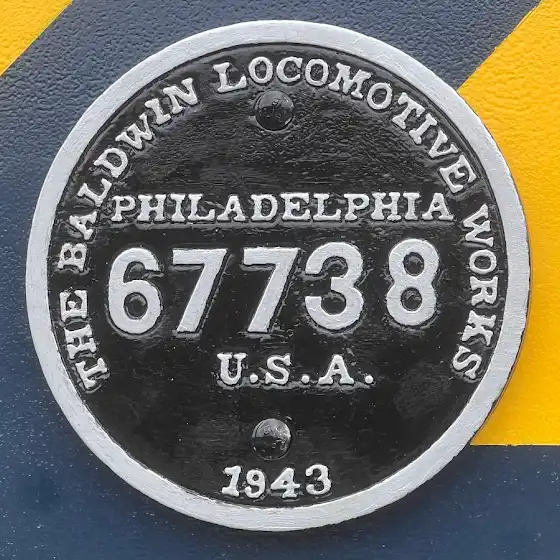 THE BALDWIN LOCOMOTIVE WORKS
PHILADELPHIA
67738
U.S.A.
1943